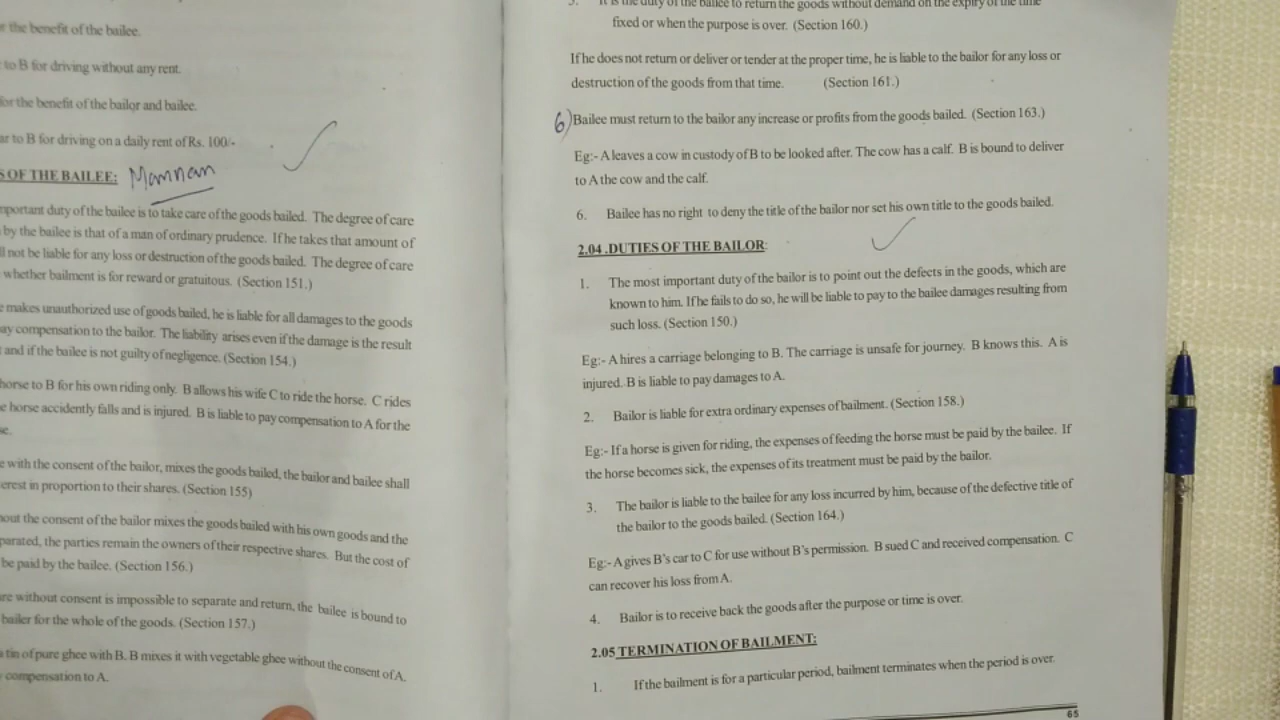 r the benefit of the bailee.
to B for driving without any rent.
for the benefit of the bailor and bailee.
ar to B for driving on a daily rent of Rs. 100/-
S OF THE BAILEE: Mannan
mportant duty of the bailee is to take care of the goods bailed. The degree of care
by the bailee is that of a man of ordinary prudence. If he takes that amount of
ll not be liable for any loss or destruction of the goods bailed. The degree of care
whether bailment is for reward or gratuitous. (Section 151.)
e makes unauthorized use of goods bailed, he is liable for all damages to the goods
ay compensation to the bailor. The liability arises even if the damage is the result
and if the bailee is not guilty of negligence. (Section 154.)
horse to B for his own riding only. B allows his wife C to ride the horse. C rides
e horse accidently falls and is injured. B is liable to pay compensation to A for the
se.
e with the consent of the bailor, mixes the goods bailed, the bailor and bailee shall
erest in proportion to their shares. (Section 155)
hout the consent of the bailor mixes the goods bailed with his own goods and the
parated, the parties remain the owners of their respective shares. But the cost of
be paid by the bailee. (Section 156.)
are without consent is impossible to separate and return, the bailee is bound to
bailer for the whole of the goods. (Section 157.)
a tin of pure ghee with B. B mixes it with vegetable ghee without the consent of A.
compensation to A.
5. It is the duty of the bailee to return the goods without demand on the expiry of the time
fixed or when the purpose is over. (Section 160.)
If he does not return or deliver or tender at the proper time, he is liable to the bailor for any loss or
destruction of the goods from that time. (Section 161.)
6) Bailee must return to the bailor any increase or profits from the goods bailed. (Section 163.)
Eg:- A leaves a cow in custody of B to be looked after. The cow has a calf. B is bound to deliver
to A the cow and the calf.
6. Bailee has no right to deny the title of the bailor nor set his own title to the goods bailed.
2.04 .DUTIES OF THE BAILOR:
1. The most important duty of the bailor is to point out the defects in the goods, which are
known to him. If he fails to do so, he will be liable to pay to the bailee damages resulting from
such loss. (Section 150.)
Eg:- A hires a carriage belonging to B. The carriage is unsafe for journey. B knows this. A is
injured. B is liable to pay damages to A.
2. Bailor is liable for extra ordinary expenses of bailment. (Section 158.)
Eg:- If a horse is given for riding, the expenses of feeding the horse must be paid by the bailee. If
the horse becomes sick, the expenses of its treatment must be paid by the bailor.
3. The bailor is liable to the bailee for any loss incurred by him, because of the defective title of
the bailor to the goods bailed. (Section 164.)
Eg:- A gives B's car to C for use without B's permission. B sued C and received compensation. C
can recover his loss from A.
4. Bailor is to receive back the goods after the purpose or time is over.
2.05 TERMINATION OF BAILMENT:
1. If the bailment is for a particular period, bailment terminates when the period is over.
65